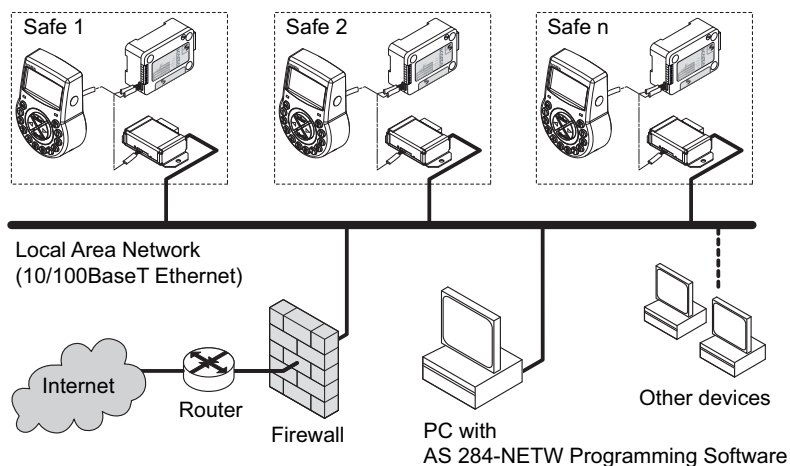 Safe 1
Safe 2
Safe n
Local Area Network
(10/100BaseT Ethernet)
Internet
Router
Firewall
PC with
AS 284-NETW Programming Software
Other devices